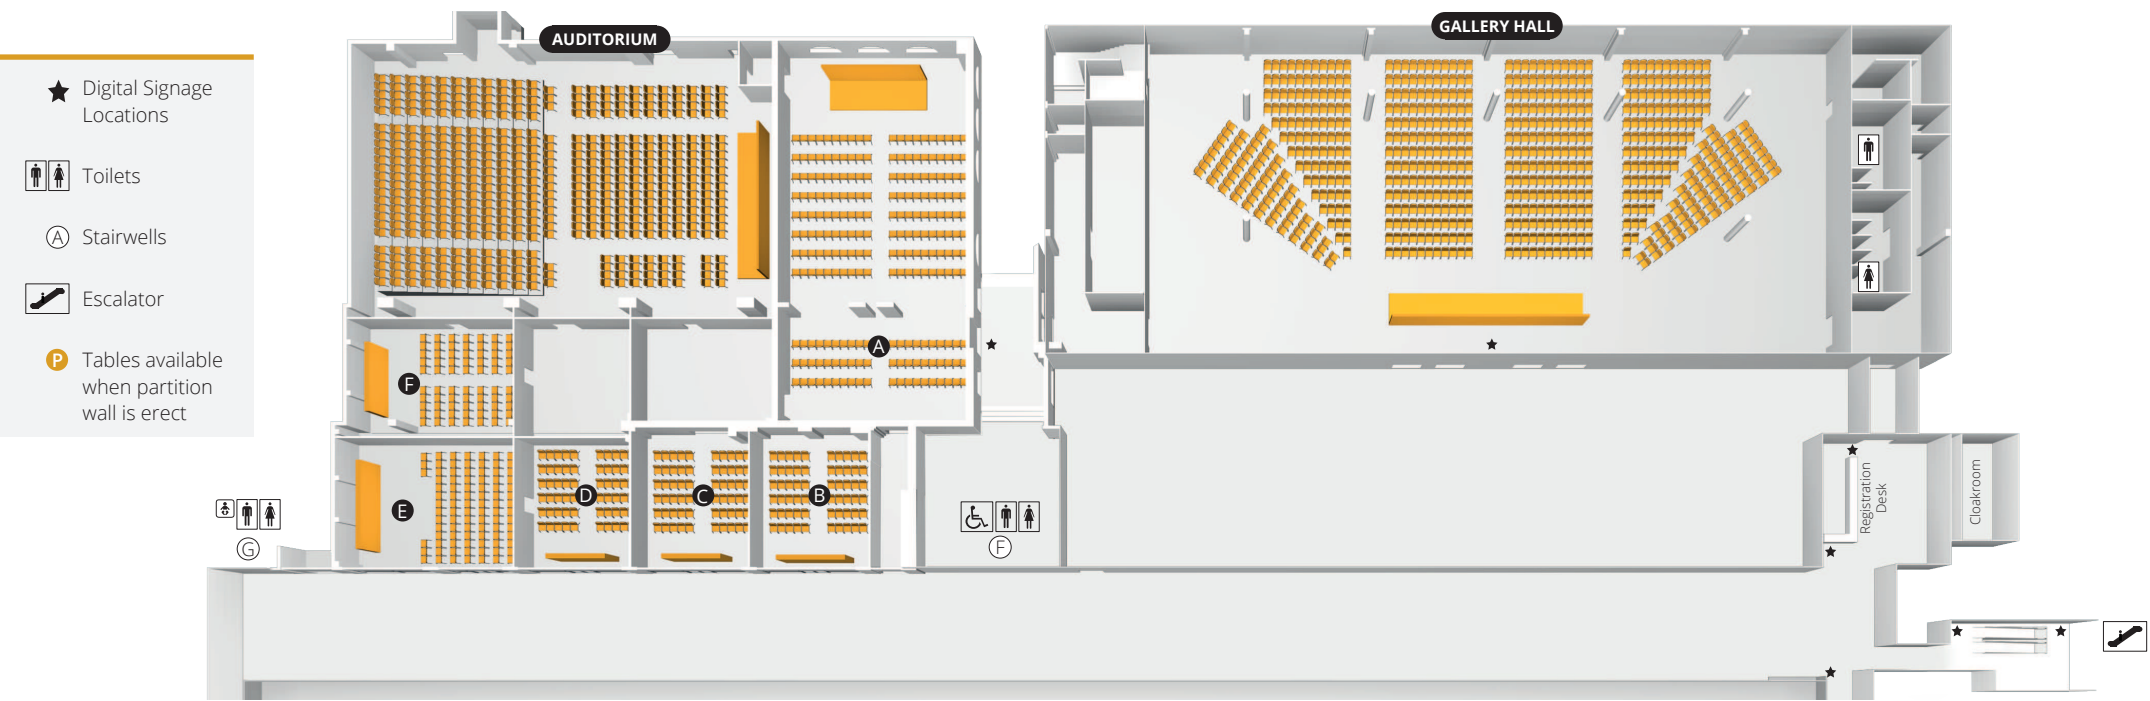 AUDITORIUM
GALLERY HALL
Digital Signage
Locations
Toilets
A Stairwells
Escalator
P Tables available
when partition
wall is erect
A
F
E
D
C
B
G
F
Registration
Desk
Cloakroom